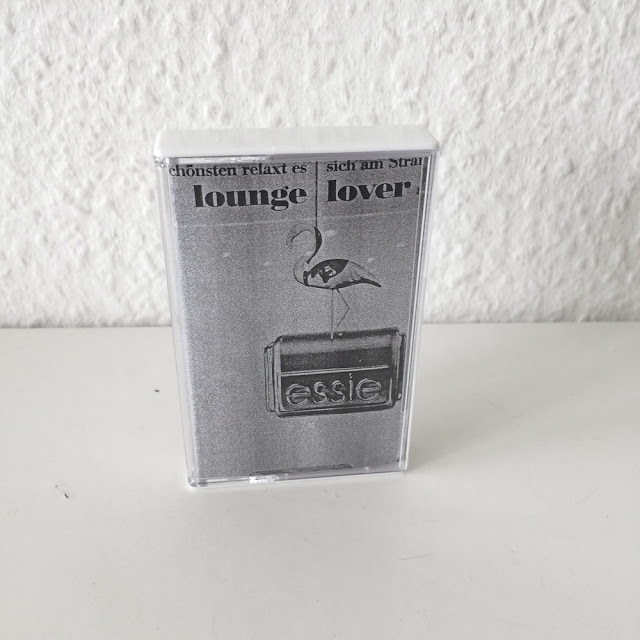 chönsten relaxt es sich am Stran
lounge lover.
essie